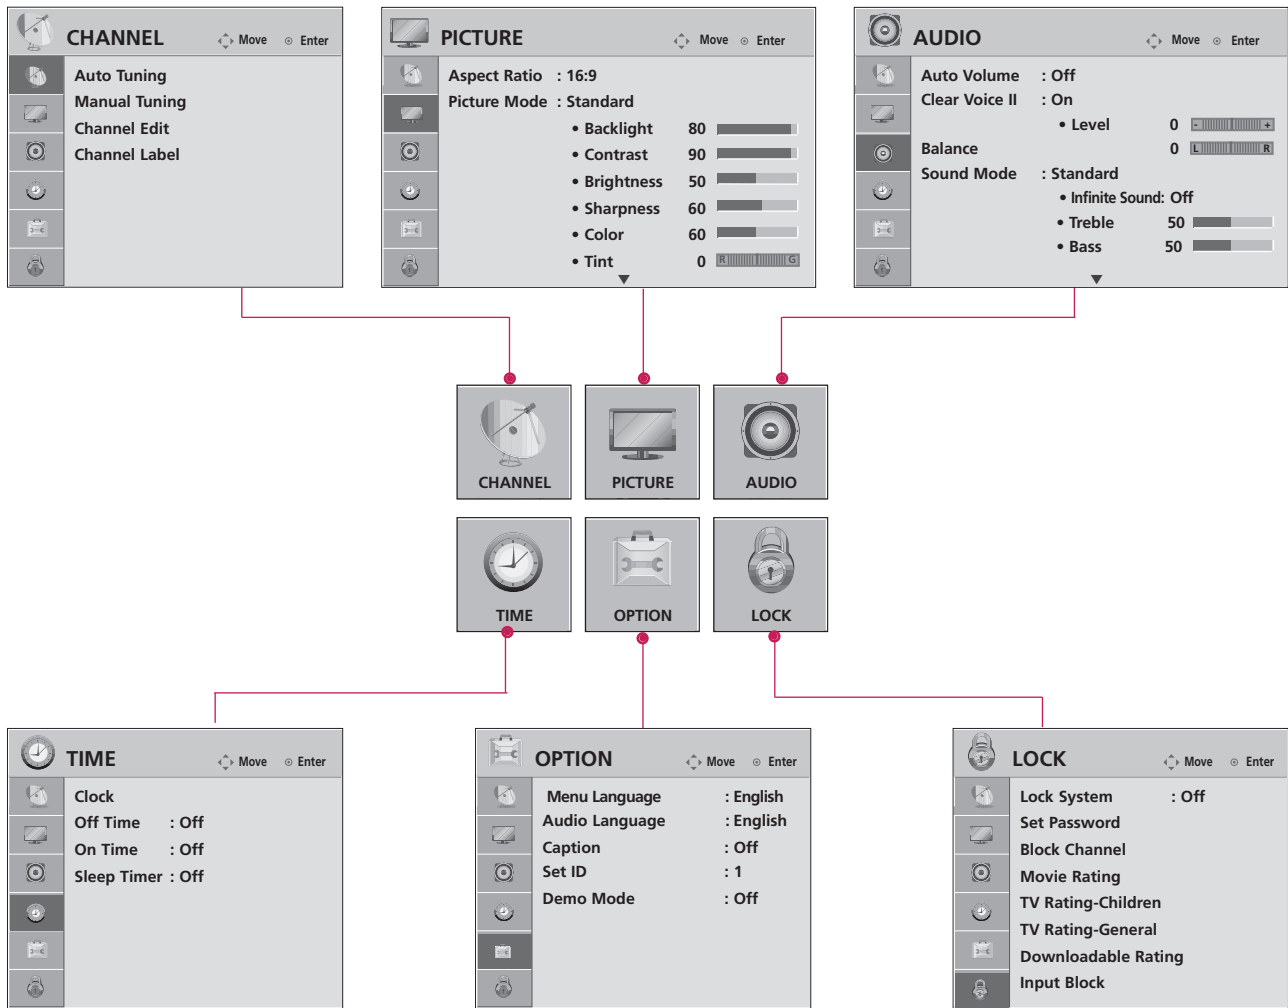 CHANNEL Move Enter
Auto Tuning
Manual Tuning
Channel Edit
Channel Label
PICTURE Move Enter
Aspect Ratio : 16:9
Picture Mode : Standard
• Backlight 80
• Contrast 90
• Brightness 50
• Sharpness 60
• Color 60
• Tint 0 R G
AUDIO Move Enter
Auto Volume : Off
Clear Voice II : On
• Level 0 - +
Balance 0 L R
Sound Mode : Standard
• Infinite Sound: Off
• Treble 50
• Bass 50
CHANNEL
PICTURE
AUDIO
TIME
OPTION
LOCK
TIME Move Enter
Clock
Off Time : Off
On Time : Off
Sleep Timer : Off
OPTION Move Enter
Menu Language : English
Audio Language : English
Caption : Off
Set ID : 1
Demo Mode : Off
LOCK Move Enter
Lock System : Off
Set Password
Block Channel
Movie Rating
TV Rating-Children
TV Rating-General
Downloadable Rating
Input Block